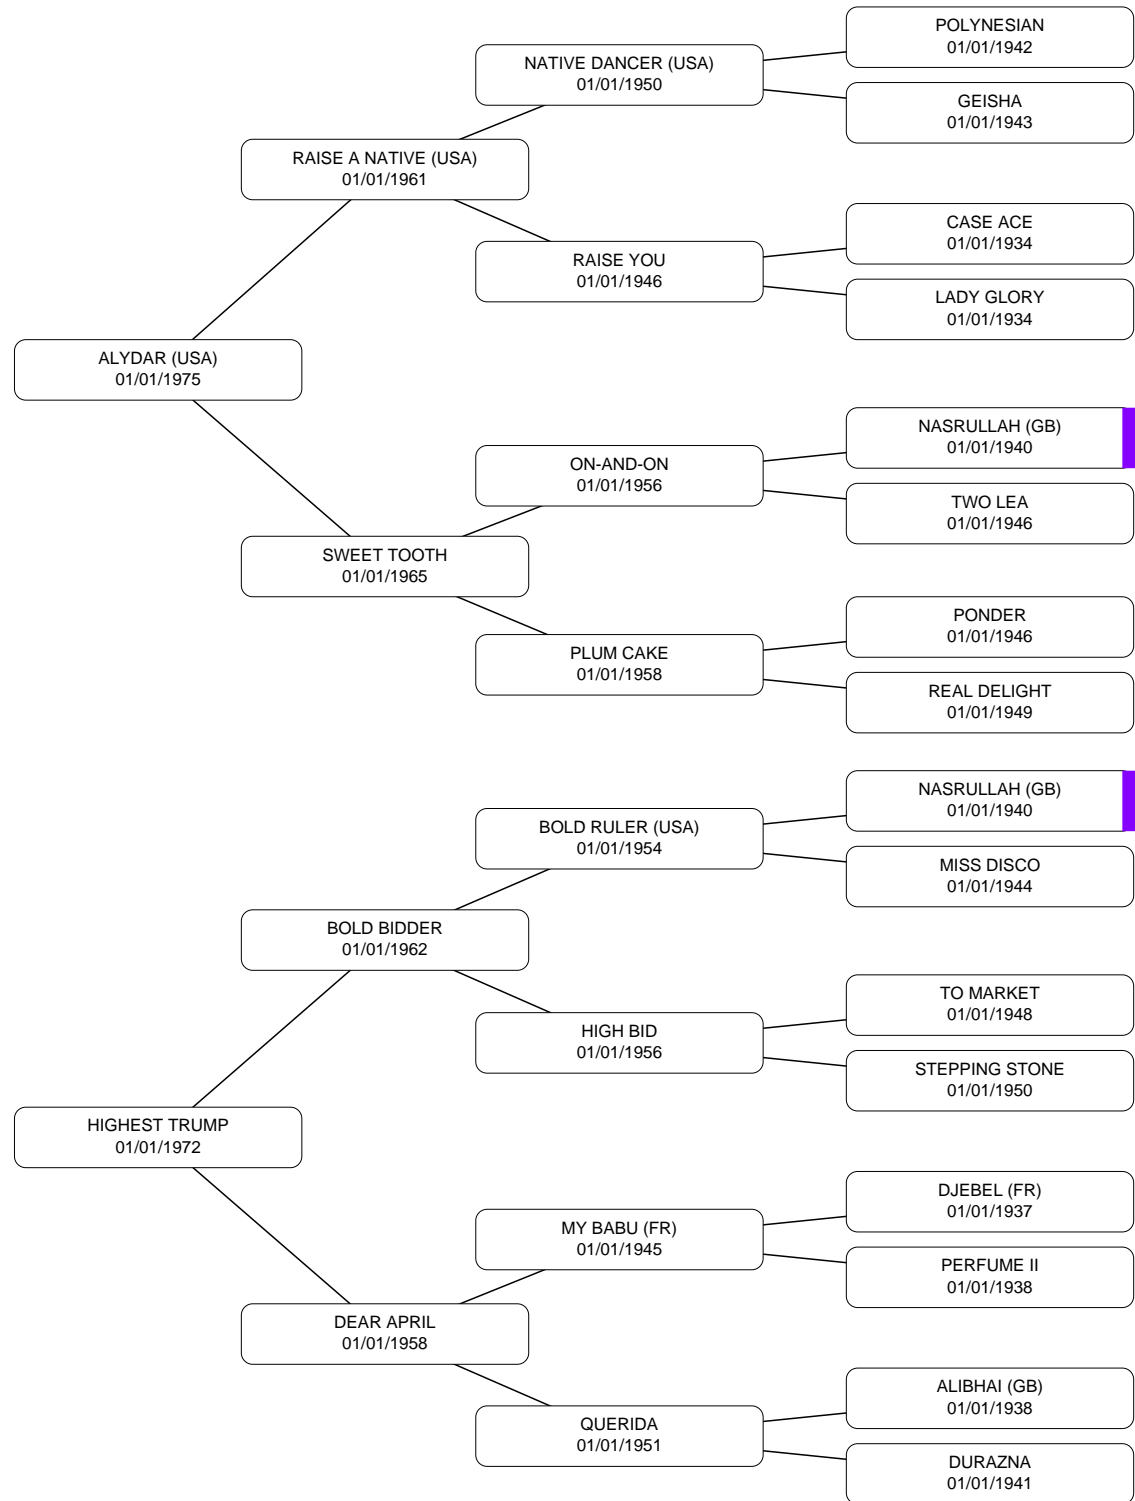 POLYNESIAN
01/01/1942
NATIVE DANCER (USA)
01/01/1950
GEISHA
01/01/1943
RAISE A NATIVE (USA)
01/01/1961
CASE ACE
01/01/1934
RAISE YOU
01/01/1946
LADY GLORY
01/01/1934
ALYDAR (USA)
01/01/1975
NASRULLAH (GB)
01/01/1940
ON-AND-ON
01/01/1956
TWO LEA
01/01/1946
SWEET TOOTH
01/01/1965
PONDER
01/01/1946
PLUM CAKE
01/01/1958
REAL DELIGHT
01/01/1949
NASRULLAH (GB)
01/01/1940
BOLD RULER (USA)
01/01/1954
MISS DISCO
01/01/1944
BOLD BIDDER
01/01/1962
TO MARKET
01/01/1948
HIGH BID
01/01/1956
STEPPING STONE
01/01/1950
HIGHEST TRUMP
01/01/1972
DJEBEL (FR)
01/01/1937
MY BABU (FR)
01/01/1945
PERFUME II
01/01/1938
DEAR APRIL
01/01/1958
ALIBHAI (GB)
01/01/1938
QUERIDA
01/01/1951
DURAZNA
01/01/1941